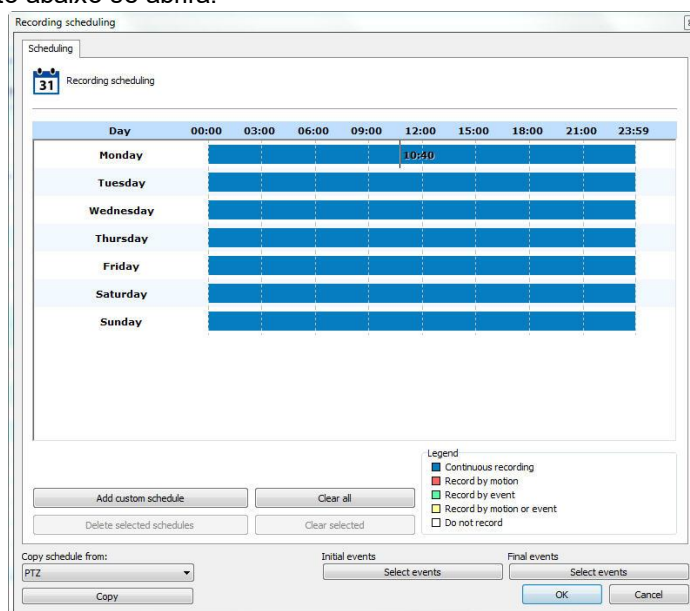 Recording scheduling
Scheduling
31 Recording scheduling
Day 00:00 03:00 06:00 09:00 12:00 15:00 18:00 21:00 23:59
Monday 10:40
Tuesday
Wednesday
Thursday
Friday
Saturday
Sunday
Legend
Continuous recording
Record by motion
Record by event
Record by motion or event
Do not record
Add custom schedule Clear all
Delete selected schedules Clear selected
Copy schedule from: Initial events Final events
PTZ Select events Select events
Copy OK Cancel